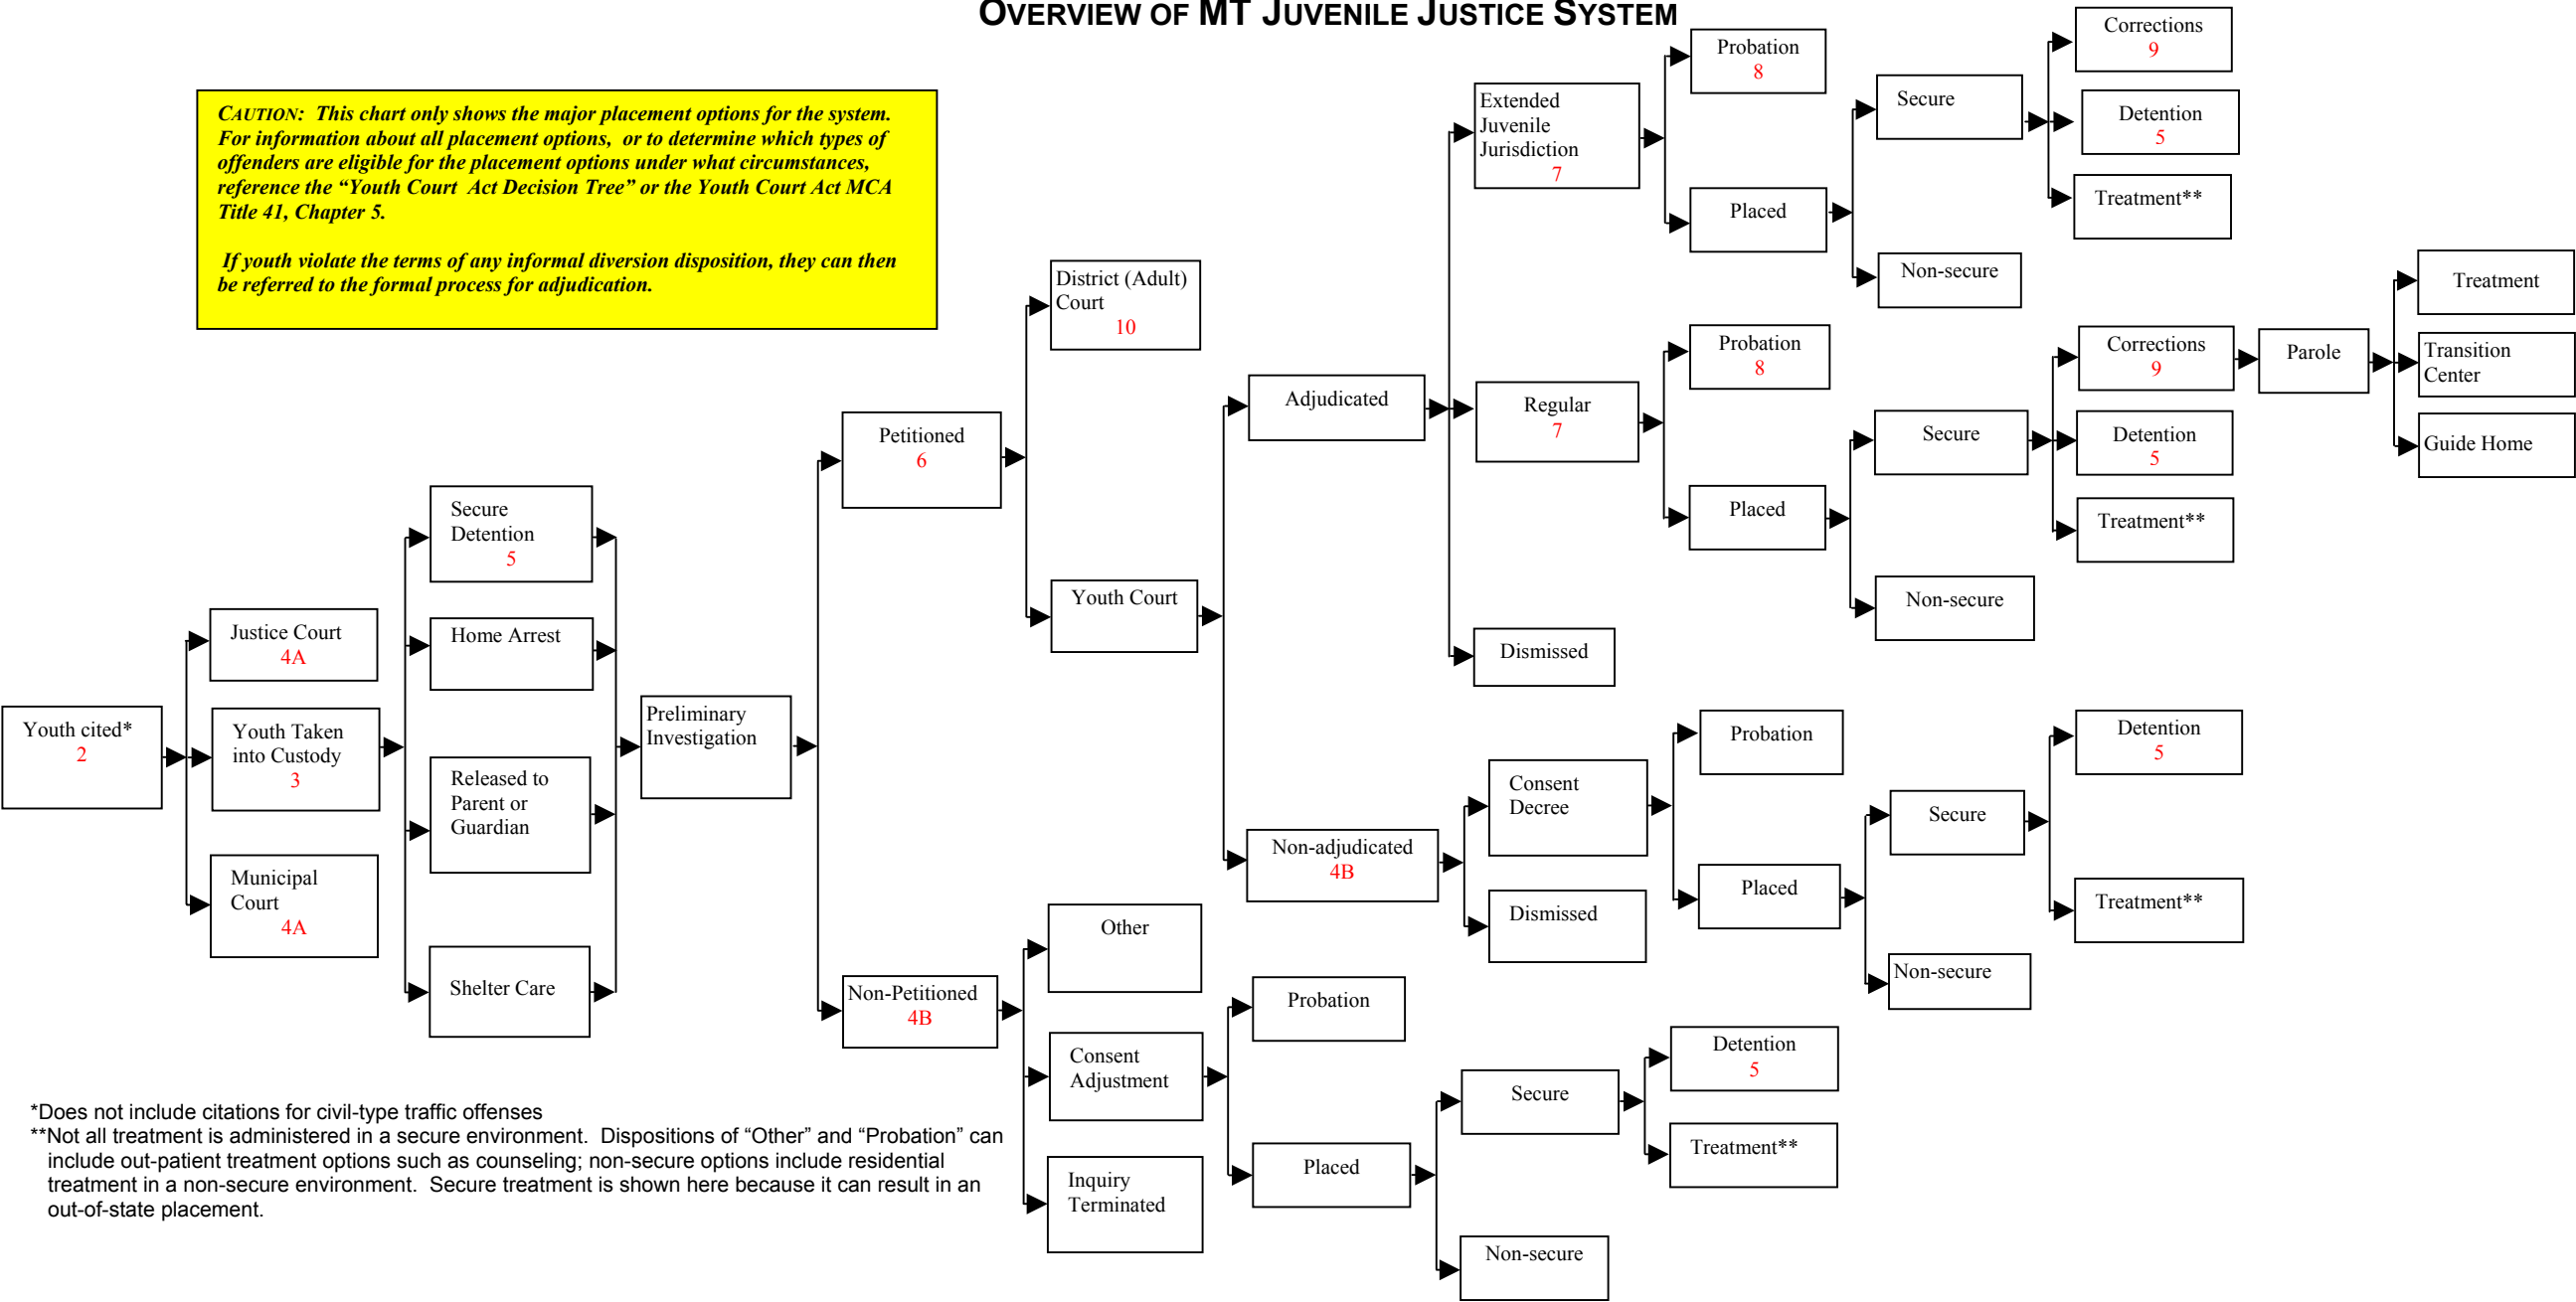 OVERVIEW OF MT JUVENILE JUSTICE SYSTEM
CAUTION: This chart only shows the major placement options for the system.
For information about all placement options, or to determine which types of
offenders are eligible for the placement options under what circumstances,
reference the “Youth Court Act Decision Tree” or the Youth Court Act MCA
Title 41, Chapter 5.
If youth violate the terms of any informal diversion disposition, they can then
be referred to the formal process for adjudication.
Youth cited*
2
Justice Court
4A
Youth Taken
into Custody
3
Municipal
Court
4A
Secure
Detention
5
Home Arrest
Released to
Parent or
Guardian
Shelter Care
Preliminary
Investigation
Petitioned
6
Non-Petitioned
4B
District (Adult)
Court
10
Youth Court
Other
Consent
Adjustment
Inquiry
Terminated
Adjudicated
Non-adjudicated
4B
Probation
Placed
Extended
Juvenile
Jurisdiction
7
Regular
7
Dismissed
Consent
Decree
Dismissed
Secure
Non-secure
Probation
8
Placed
Probation
8
Placed
Probation
Placed
Detention
5
Treatment**
Secure
Non-secure
Secure
Non-secure
Secure
Non-secure
Corrections
9
Detention
5
Treatment**
Corrections
9
Detention
5
Treatment**
Detention
5
Treatment**
Parole
Treatment
Transition
Center
Guide Home
*Does not include citations for civil-type traffic offenses
**Not all treatment is administered in a secure environment. Dispositions of “Other” and “Probation” can
include out-patient treatment options such as counseling; non-secure options include residential
treatment in a non-secure environment. Secure treatment is shown here because it can result in an
out-of-state placement.